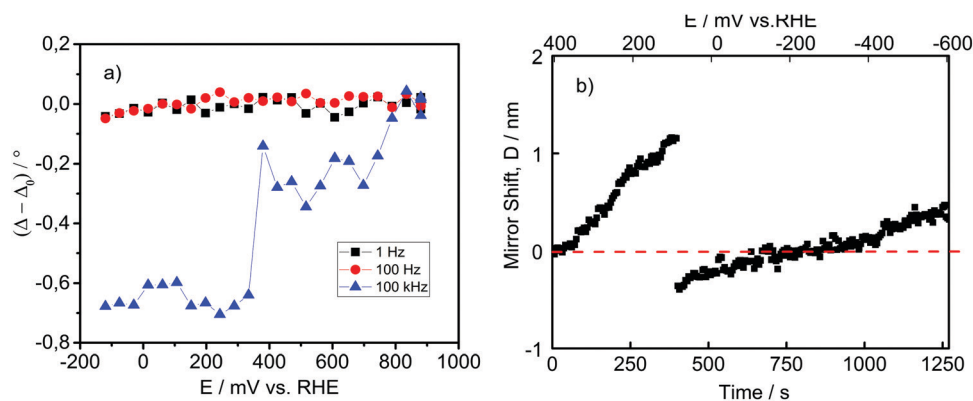 a)
0,2
0,0
-0,2
-0,4
-0,6
-0,8
(Δ − Δ₀) / °
1 Hz
100 Hz
100 kHz
-200 0 200 400 600 800 1000
E / mV vs. RHE
E / mV vs.RHE
400 200 0 -200 -400 -600
b)
2
1
0
-1
Mirror Shift, D / nm
0 250 500 750 1000 1250
Time / s